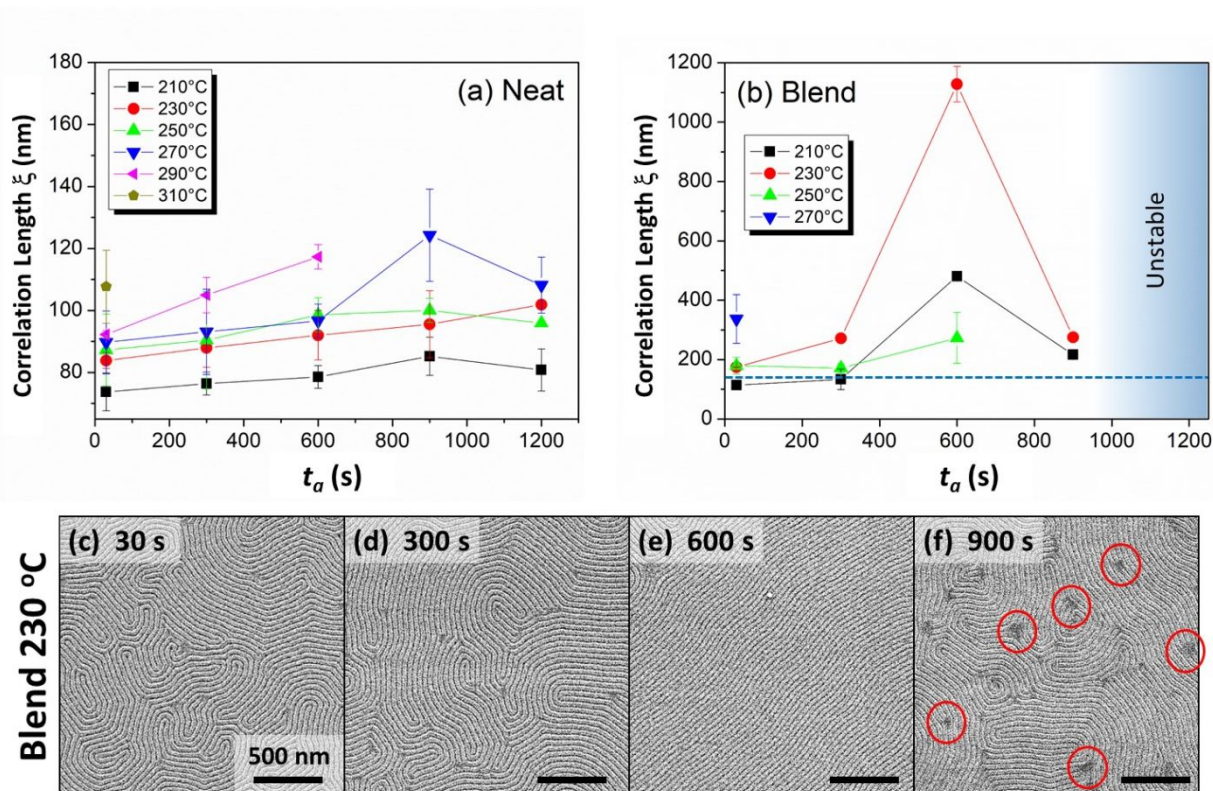 (a) Neat
Correlation Length ξ (nm)
180
160
140
120
100
80
210°C
230°C
250°C
270°C
290°C
310°C
0 200 400 600 800 1000 1200
tₐ (s)
(b) Blend
Correlation Length ξ (nm)
1200
1000
800
600
400
200
0
210°C
230°C
250°C
270°C
Unstable
0 200 400 600 800 1000 1200
tₐ (s)
Blend 230 °C
(c) 30 s
500 nm
(d) 300 s
(e) 600 s
(f) 900 s